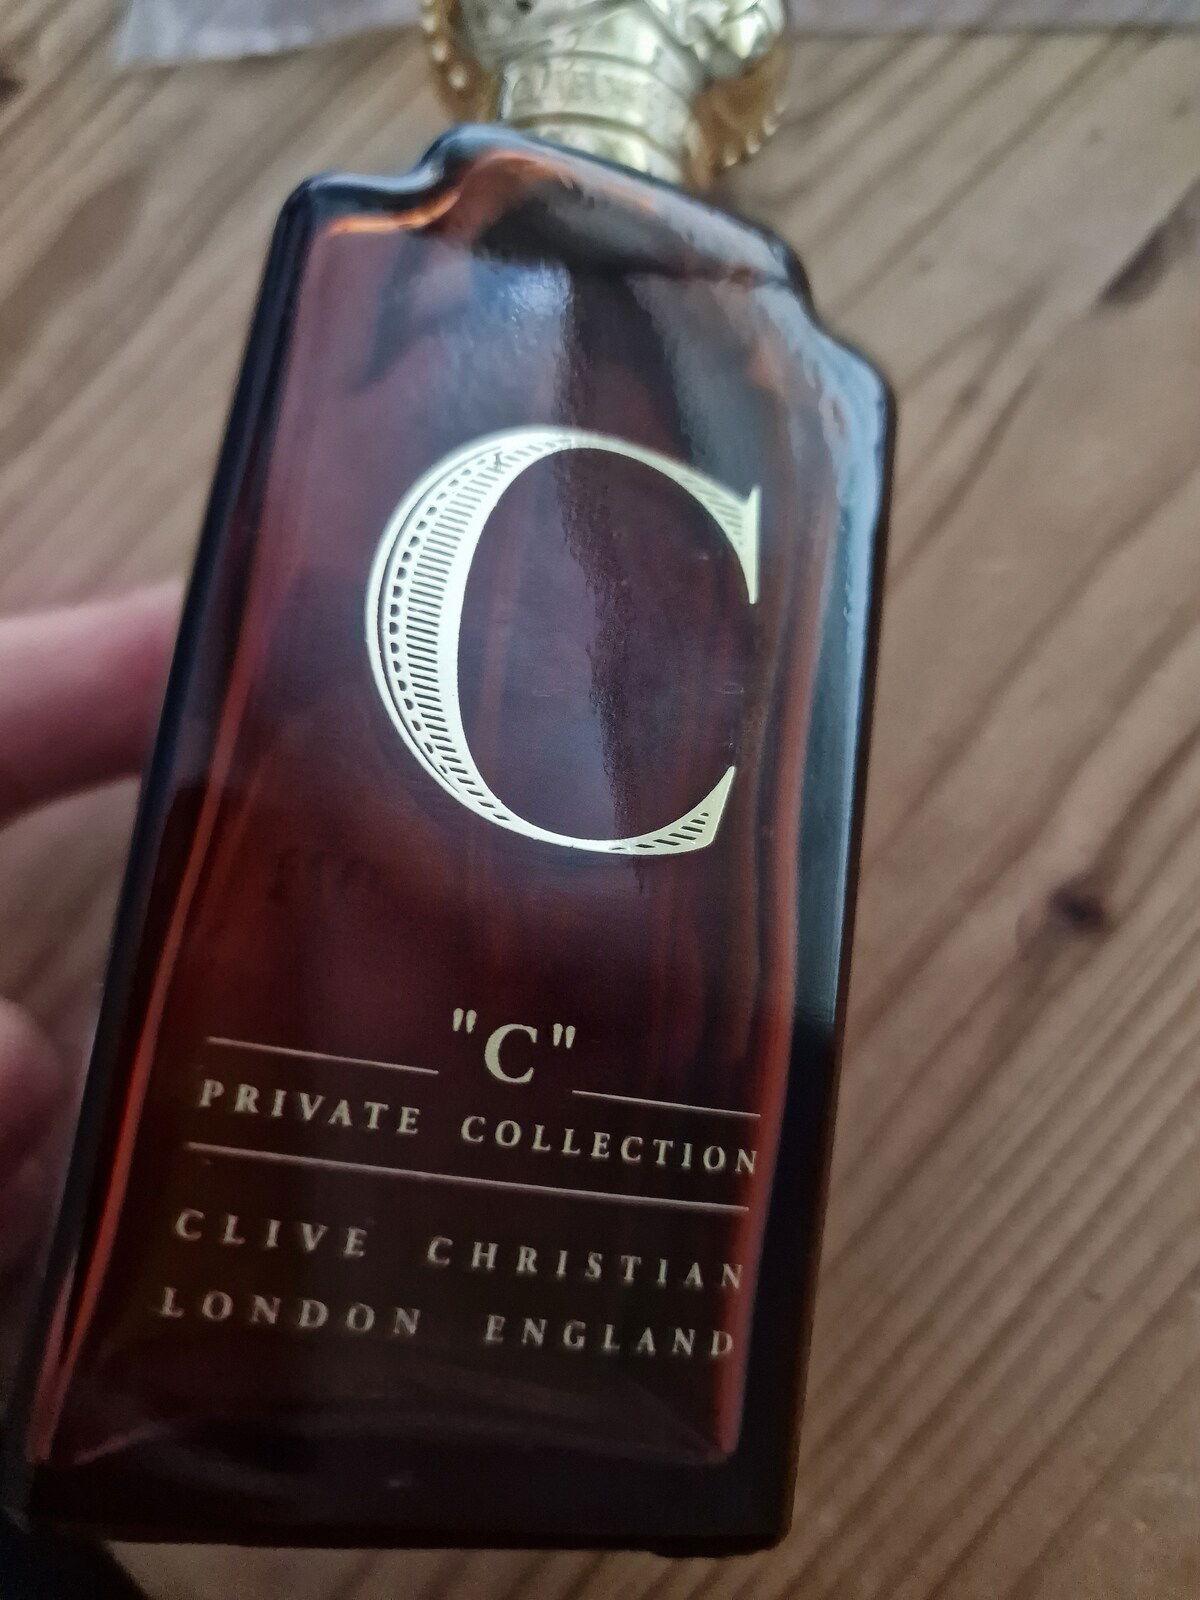 C
"C"
PRIVATE COLLECTION
CLIVE CHRISTIAN
LONDON ENGLAND